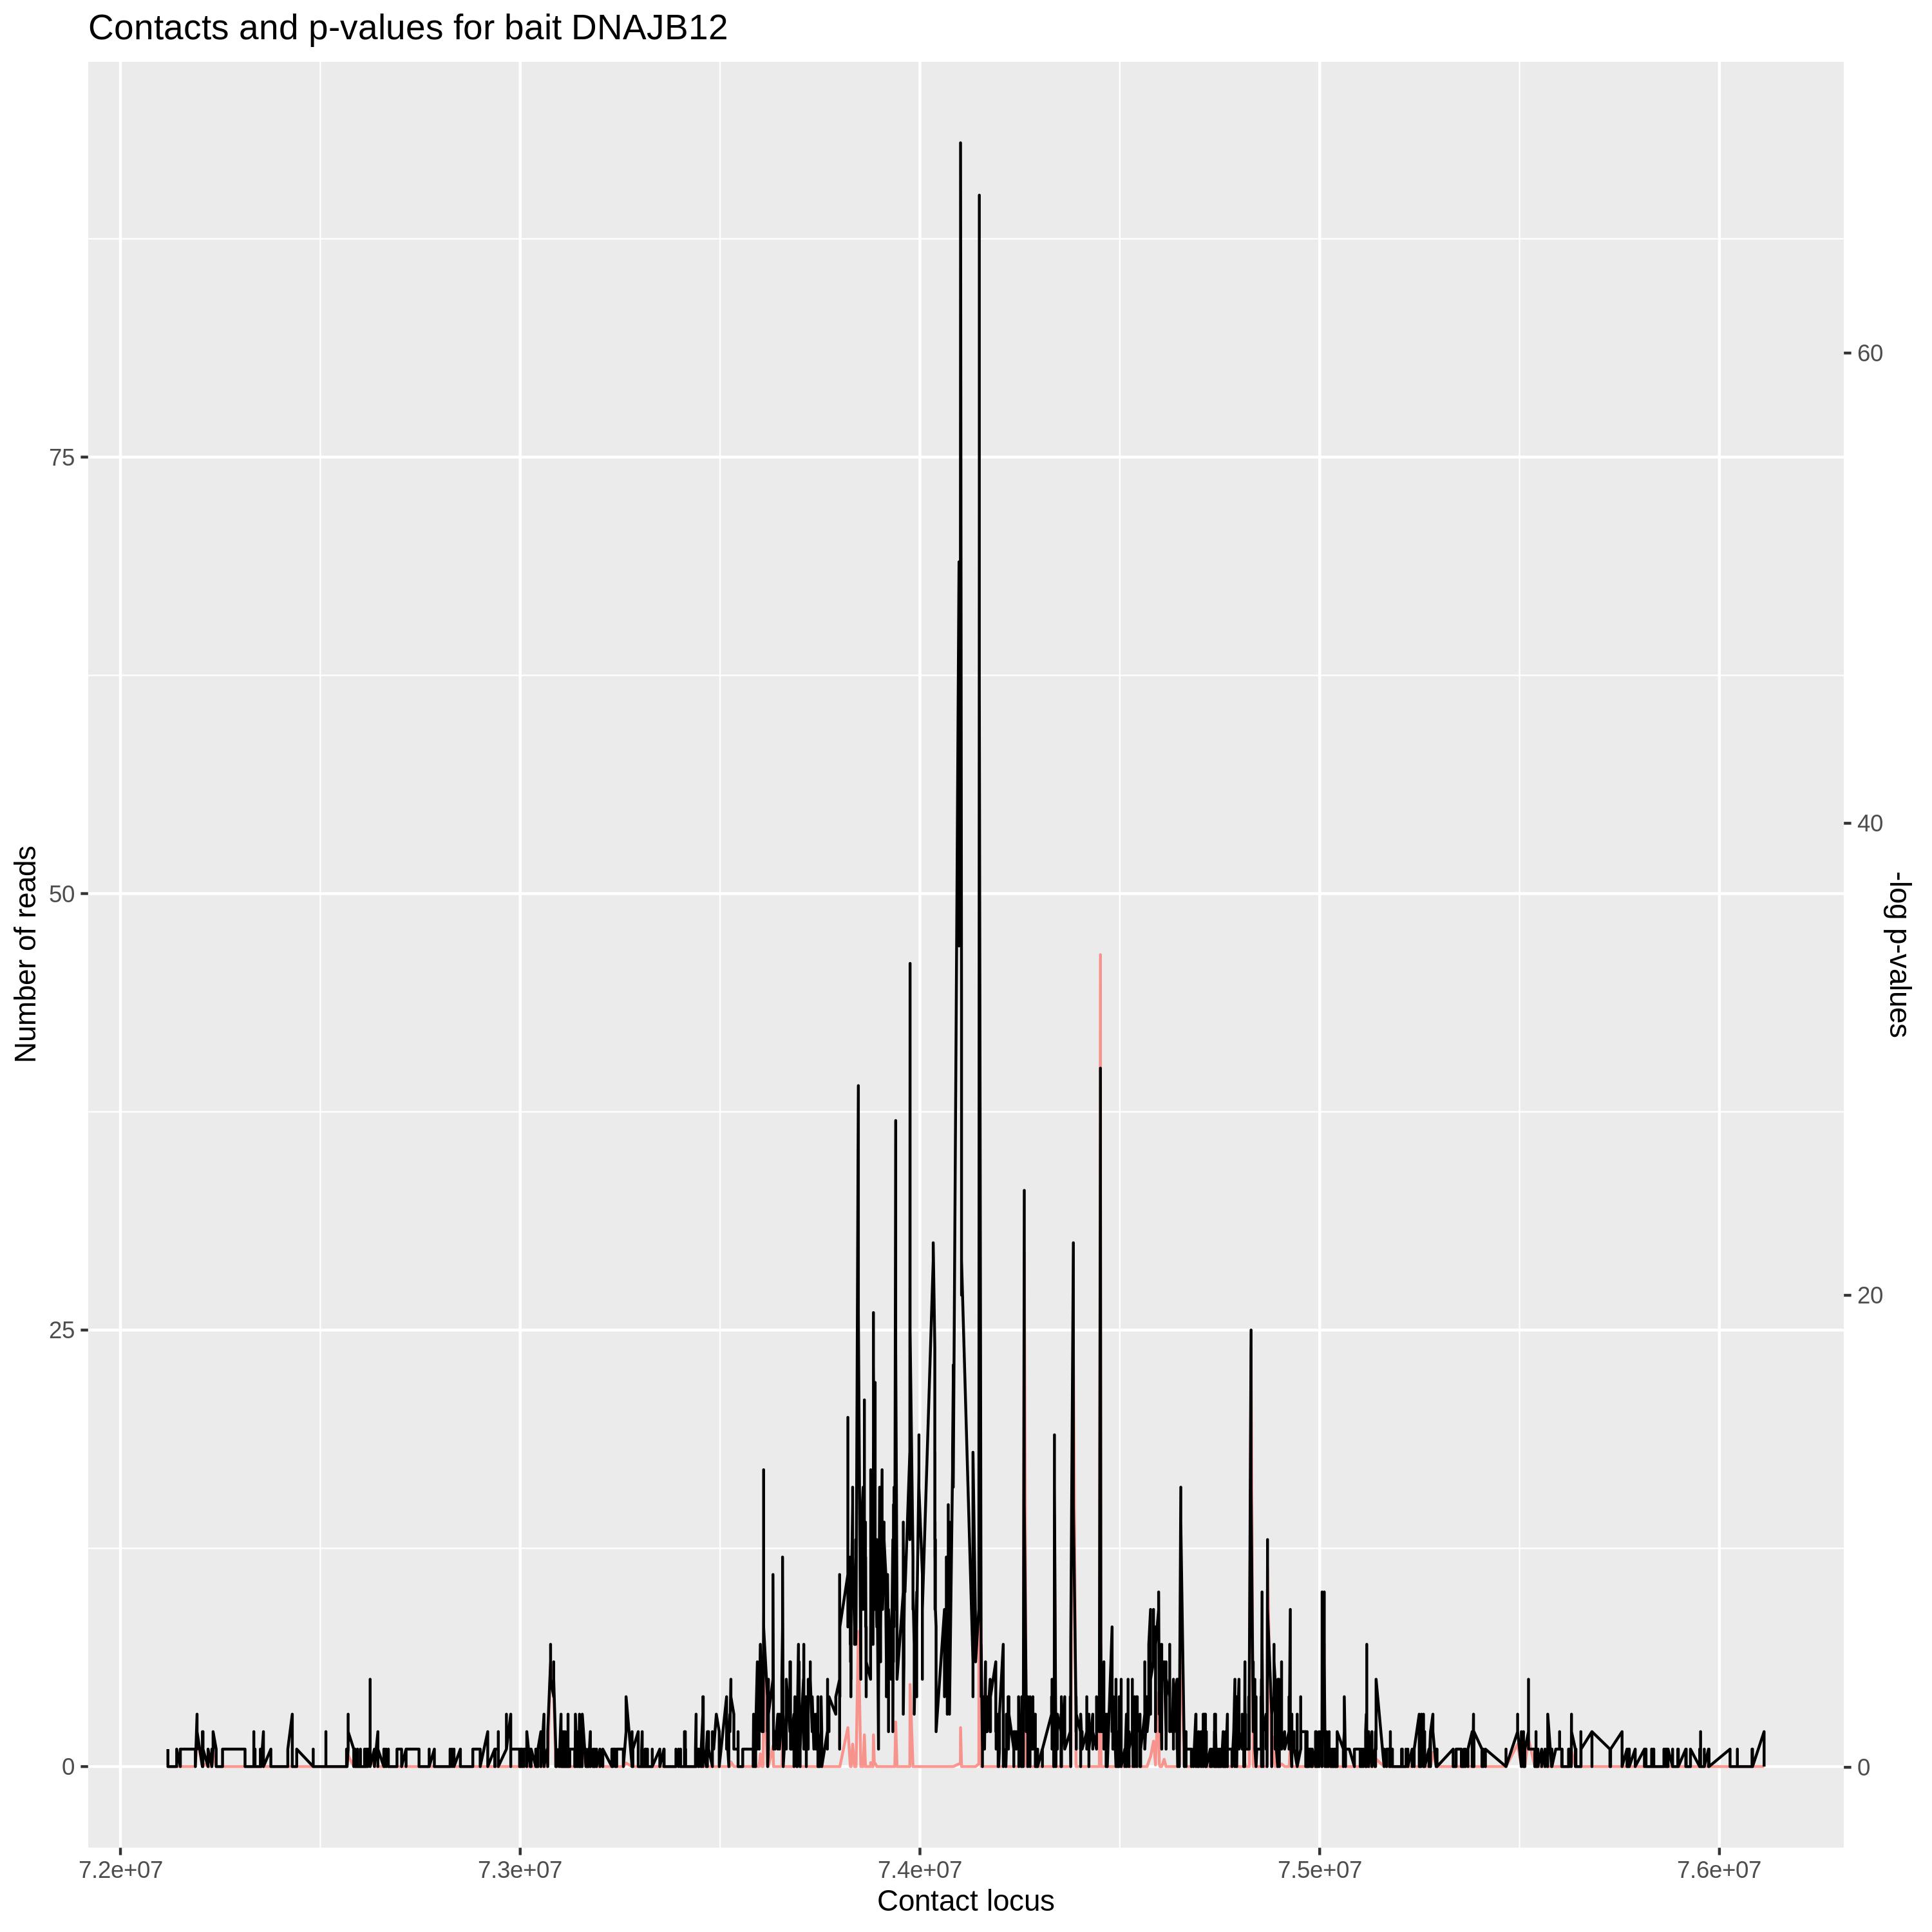 Contacts and p-values for bait DNAJB12
75
50
25
0
60
40
20
0
Number of reads
-log p-values
7.2e+07
7.3e+07
7.4e+07
7.5e+07
7.6e+07
Contact locus